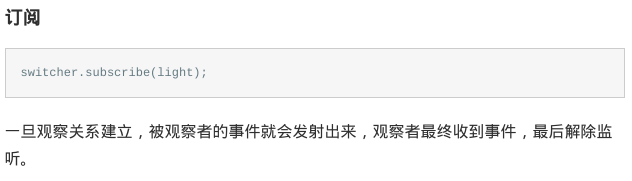 订阅
switcher.subscribe(light);
一旦观察关系建立，被观察者的事件就会发射出来，观察者最终收到事件，最后解除监
听。